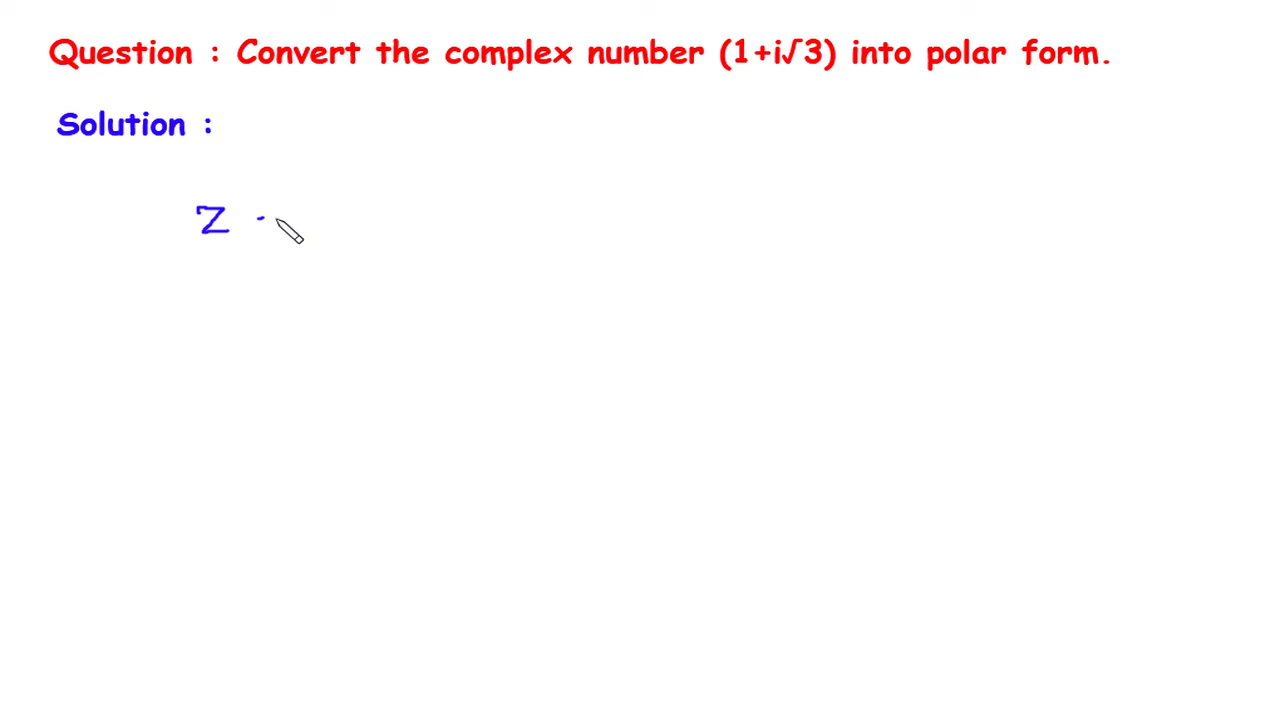 Question : Convert the complex number (1+i√3) into polar form.
Solution :
Z -